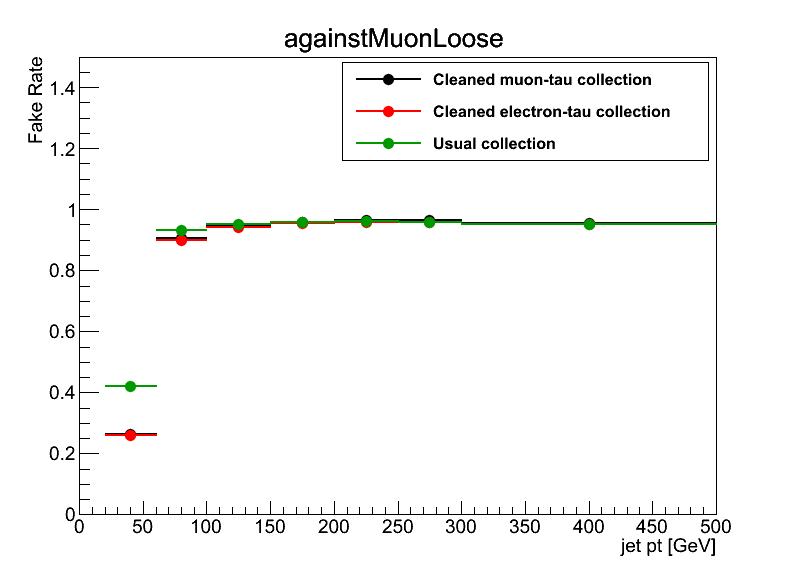 againstMuonLoose
Fake Rate
Cleaned muon-tau collection
Cleaned electron-tau collection
Usual collection
1.4
1.2
1
0.8
0.6
0.4
0.2
0
0 50 100 150 200 250 300 350 400 450 500
jet pt [GeV]